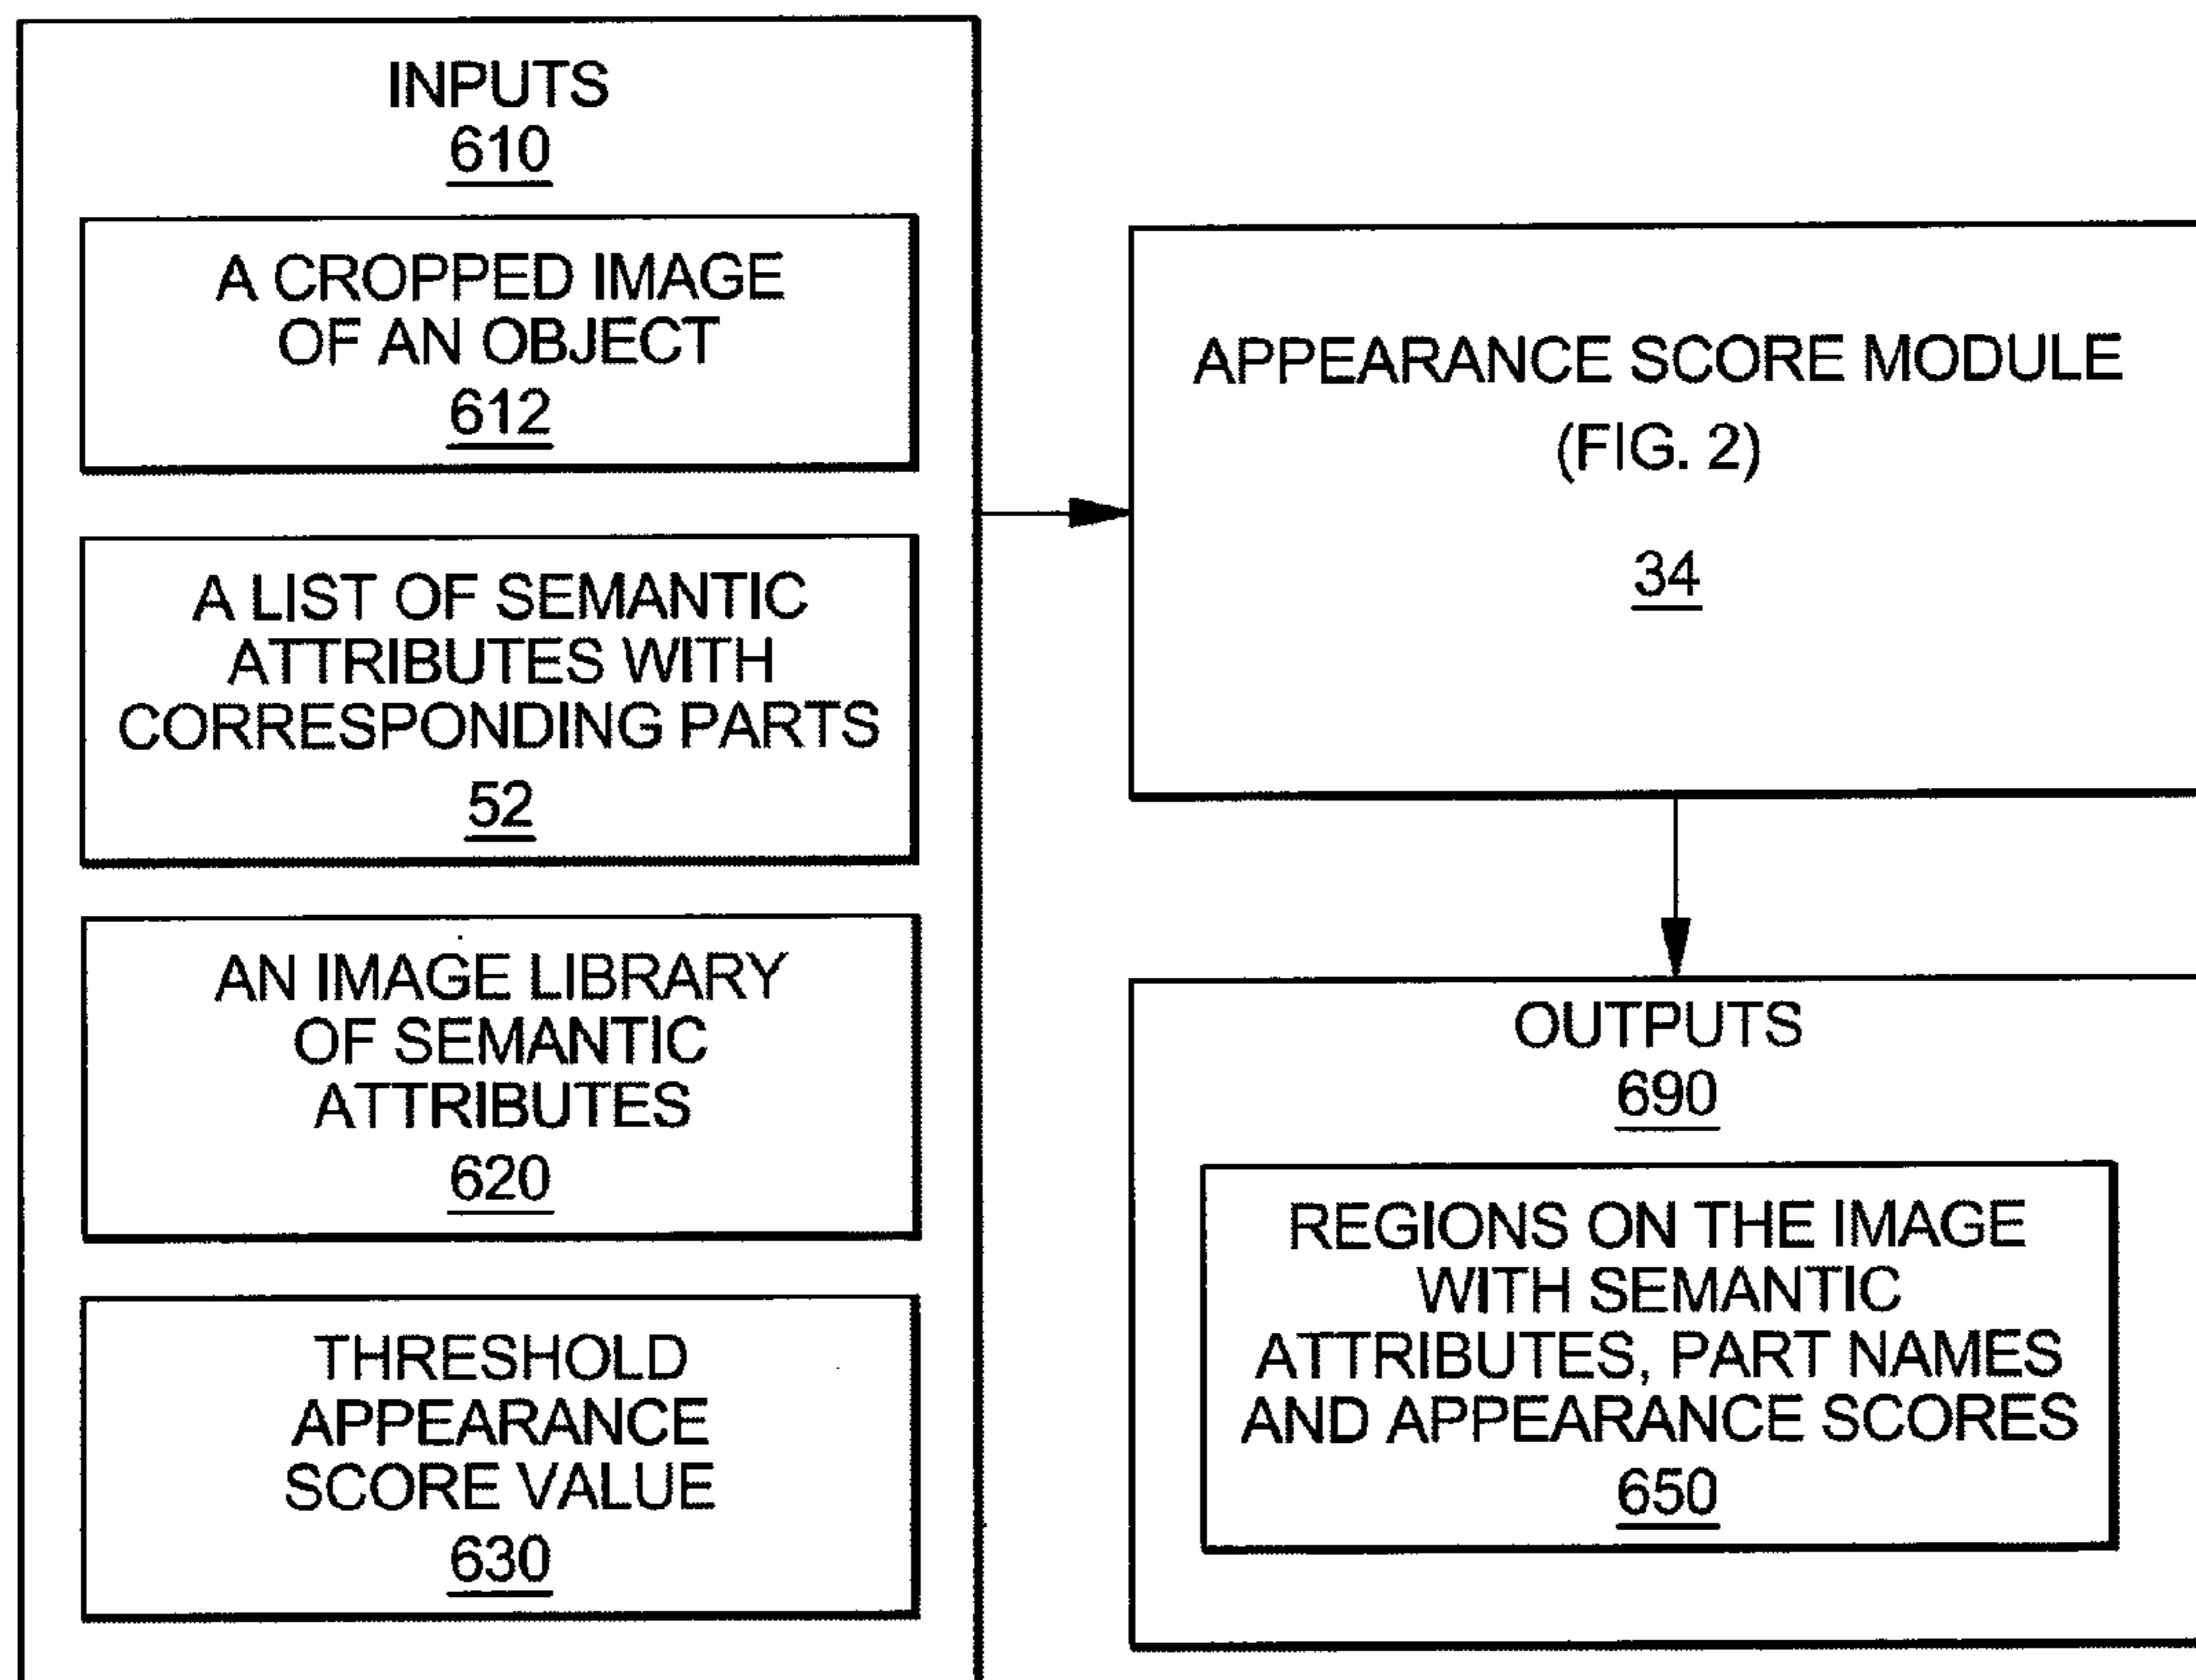 INPUTS
610
A CROPPED IMAGE
OF AN OBJECT
612
A LIST OF SEMANTIC
ATTRIBUTES WITH
CORRESPONDING PARTS
52
AN IMAGE LIBRARY
OF SEMANTIC
ATTRIBUTES
620
THRESHOLD
APPEARANCE
SCORE VALUE
630
APPEARANCE SCORE MODULE
(FIG. 2)
34
OUTPUTS
690
REGIONS ON THE IMAGE
WITH SEMANTIC
ATTRIBUTES, PART NAMES
AND APPEARANCE SCORES
650